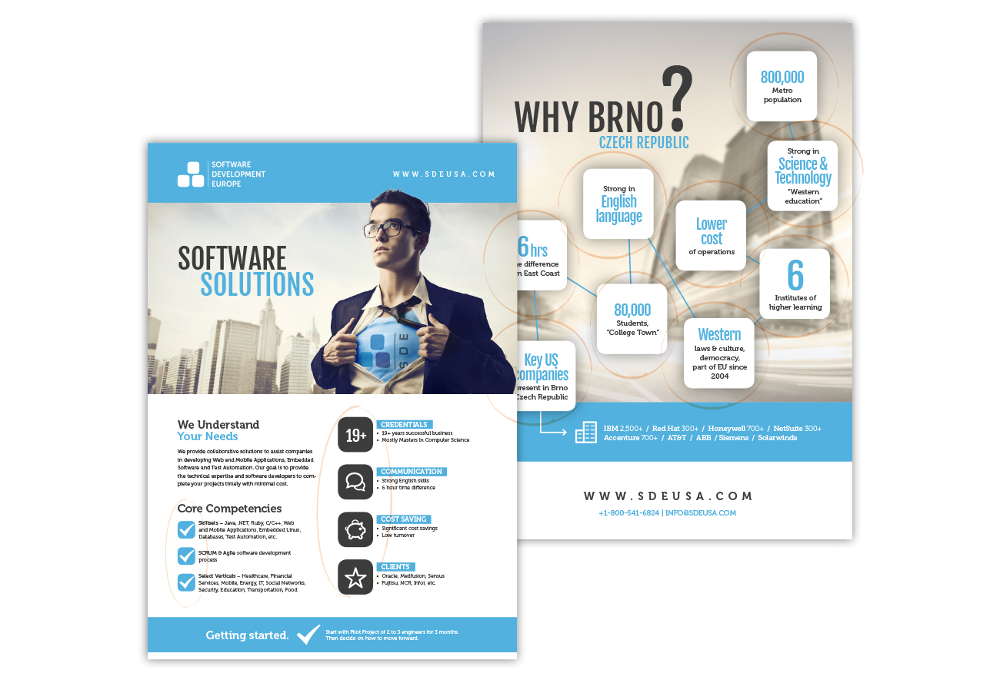 SOFTWARE
DEVELOPMENT
EUROPE
WWW.SDEUSA.COM
SOFTWARE
SOLUTIONS
SDE
We Understand
Your Needs
We provide collaborative solutions to assist companies
in developing Web and Mobile Applications, Embedded
Software and Test Automation. Our goal is to provide
the technical expertise and software developers to com-
plete your projects timely with minimal cost.
Core Competencies
Skillsets – Java, .NET, Ruby, C/C++, Web
and Mobile Applications, Embedded Linux,
Databases, Test Automation, etc.
SCRUM & Agile software development
process
Select Verticals – Healthcare, Financial
Services, Mobile, Energy, IT, Social Networks,
Security, Education, Transportation, Food
19+
CREDENTIALS
• 19+ years successful business
• Mostly Masters in Computer Science
COMMUNICATION
• Strong English skills
• 6 hour time difference
COST SAVING
• Significant cost savings
• Low turnover
CLIENTS
• Oracle, Medfusion, Sensus
• Fujitsu, NCR, Infor, etc.
Getting started.
Start with Pilot Project of 2 to 3 engineers for 3 months.
Then decide on how to move forward.
WHY BRNO?
CZECH REPUBLIC
800,000
Metro
population
Strong in
Science &
Technology
"Western
education"
Strong in
English
language
Lower
cost
of operations
6 hrs
difference
East Coast
6
Institutes of
higher learning
80,000
Students,
"College Town"
Western
laws & culture,
democracy,
part of EU since
2004
Key US
companies
present in Brno
Czech Republic
IBM 2,500+ / Red Hat 300+ / Honeywell 700+ / NetSuite 300+
Accenture 700+ / AT&T / ABB / Siemens / Solarwinds
WWW.SDEUSA.COM
+1-800-541-6824 | INFO@SDEUSA.COM